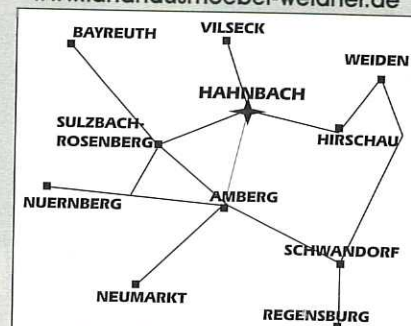 BAYREUTH
VILSECK
WEIDEN
HAHNBACH
SULZBACH-
ROSENBERG
HIRSCHAU
NUERNBERG
AMBERG
SCHWANDORF
NEUMARKT
REGENSBURG